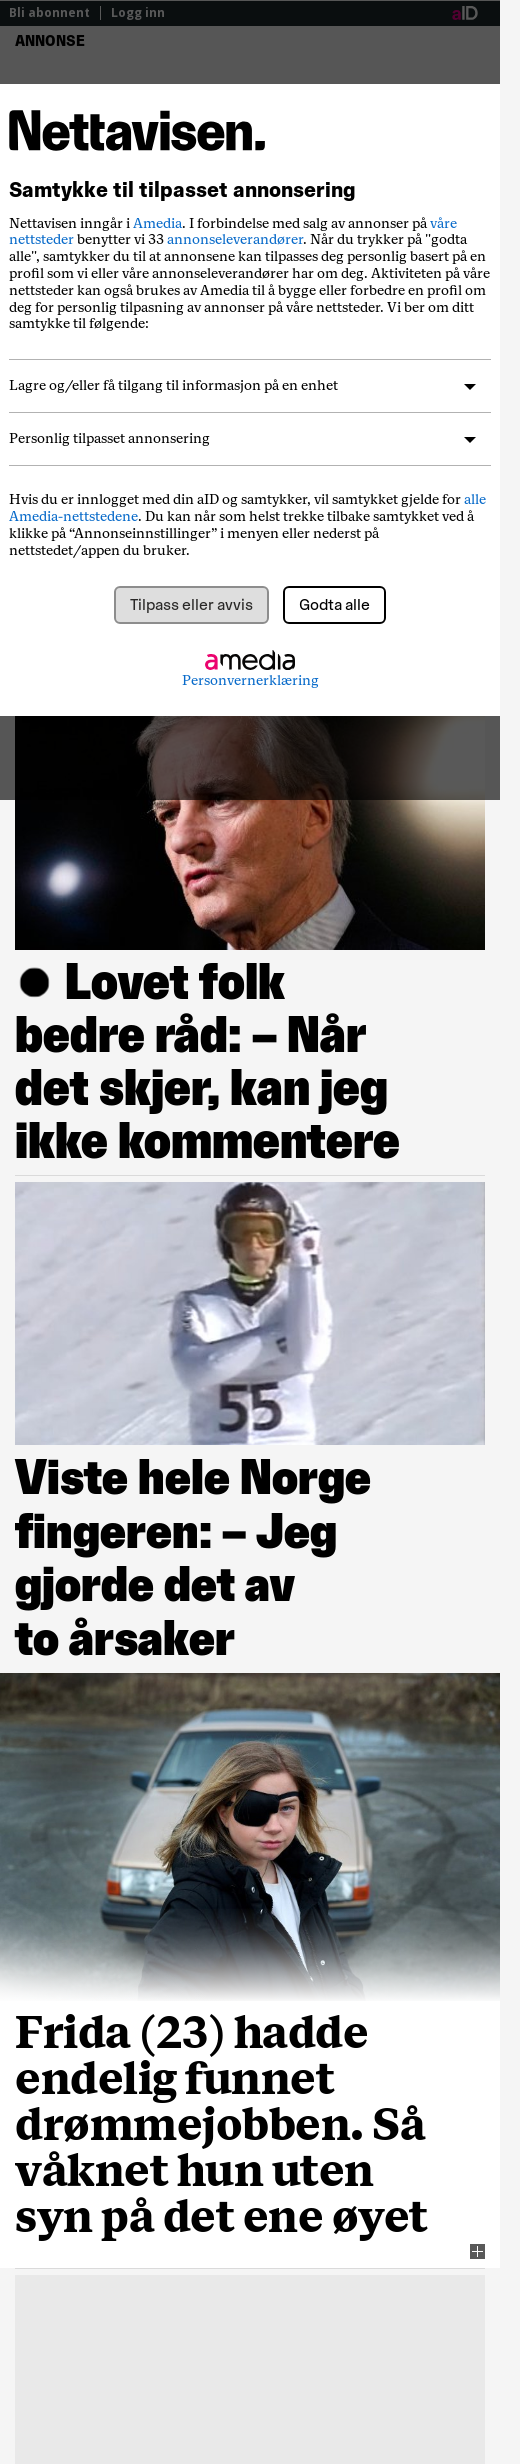 Bli abonnent | Logg inn
aID
ANNONSE
Nettavisen.
Samtykke til tilpasset annonsering
Nettavisen inngår i Amedia. I forbindelse med salg av annonser på våre
nettsteder benytter vi 33 annonseleverandører. Når du trykker på "godta
alle", samtykker du til at annonsene kan tilpasses deg personlig basert på en
profil som vi eller våre annonseleverandører har om deg. Aktiviteten på våre
nettsteder kan også brukes av Amedia til å bygge eller forbedre en profil om
deg for personlig tilpasning av annonser på våre nettsteder. Vi ber om ditt
samtykke til følgende:
Lagre og/eller få tilgang til informasjon på en enhet
Personlig tilpasset annonsering
Hvis du er innlogget med din aID og samtykker, vil samtykket gjelde for alle
Amedia-nettstedene. Du kan når som helst trekke tilbake samtykket ved å
klikke på “Annonseinnstillinger” i menyen eller nederst på
nettstedet/appen du bruker.
Tilpass eller avvis
Godta alle
amedia
Personvernerklæring
Lovet folk
bedre råd: – Når
det skjer, kan jeg
ikke kommentere
55
Viste hele Norge
fingeren: – Jeg
gjorde det av
to årsaker
Frida (23) hadde
endelig funnet
drømmejobben. Så
våknet hun uten
syn på det ene øyet